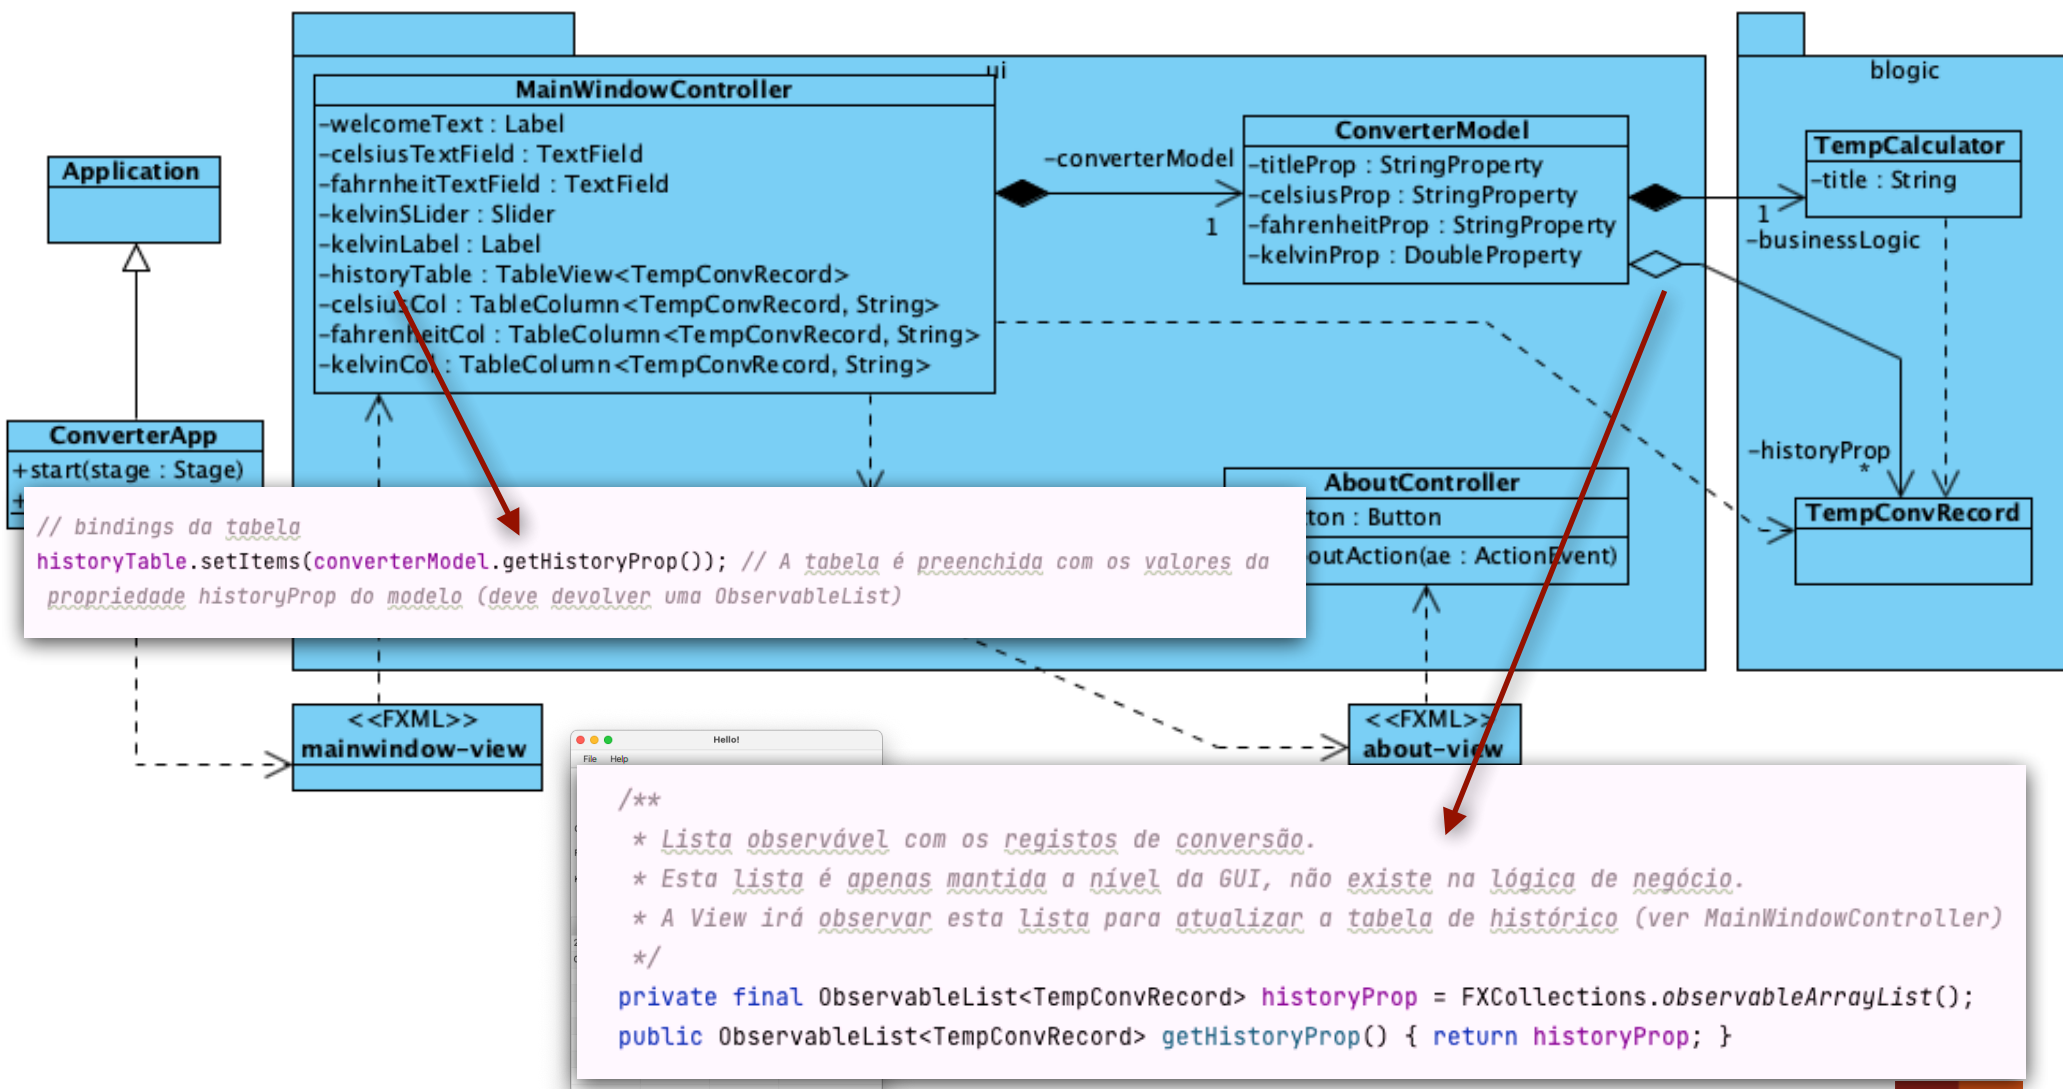 ui
blogic
MainWindowController
-welcomeText : Label
-celsiusTextField : TextField
-fahrnheitTextField : TextField
-kelvinSLider : Slider
-kelvinLabel : Label
-historyTable : TableView<TempConvRecord>
-celsiusCol : TableColumn<TempConvRecord, String>
-fahrenheitCol : TableColumn<TempConvRecord, String>
-kelvinCol : TableColumn<TempConvRecord, String>
-converterModel
1
ConverterModel
-titleProp : StringProperty
-celsiusProp : StringProperty
-fahrenheitProp : StringProperty
-kelvinProp : DoubleProperty
TempCalculator
-title : String
1
-businessLogic
-historyProp
*
TempConvRecord
Application
ConverterApp
+start(stage : Stage)
+
AboutController
ton : Button
outAction(ae : ActionEvent)
// bindings da tabela
historyTable.setItems(converterModel.getHistoryProp()); // A tabela é preenchida com os valores da
propriedade historyProp do modelo (deve devolver uma ObservableList)
<<FXML>>
mainwindow-view
<<FXML>>
about-view
Hello!
File Help
/**
* Lista observável com os registos de conversão.
* Esta lista é apenas mantida a nível da GUI, não existe na lógica de negócio.
* A View irá observar esta lista para atualizar a tabela de histórico (ver MainWindowController)
*/
private final ObservableList<TempConvRecord> historyProp = FXCollections.observableArrayList();
public ObservableList<TempConvRecord> getHistoryProp() { return historyProp; }